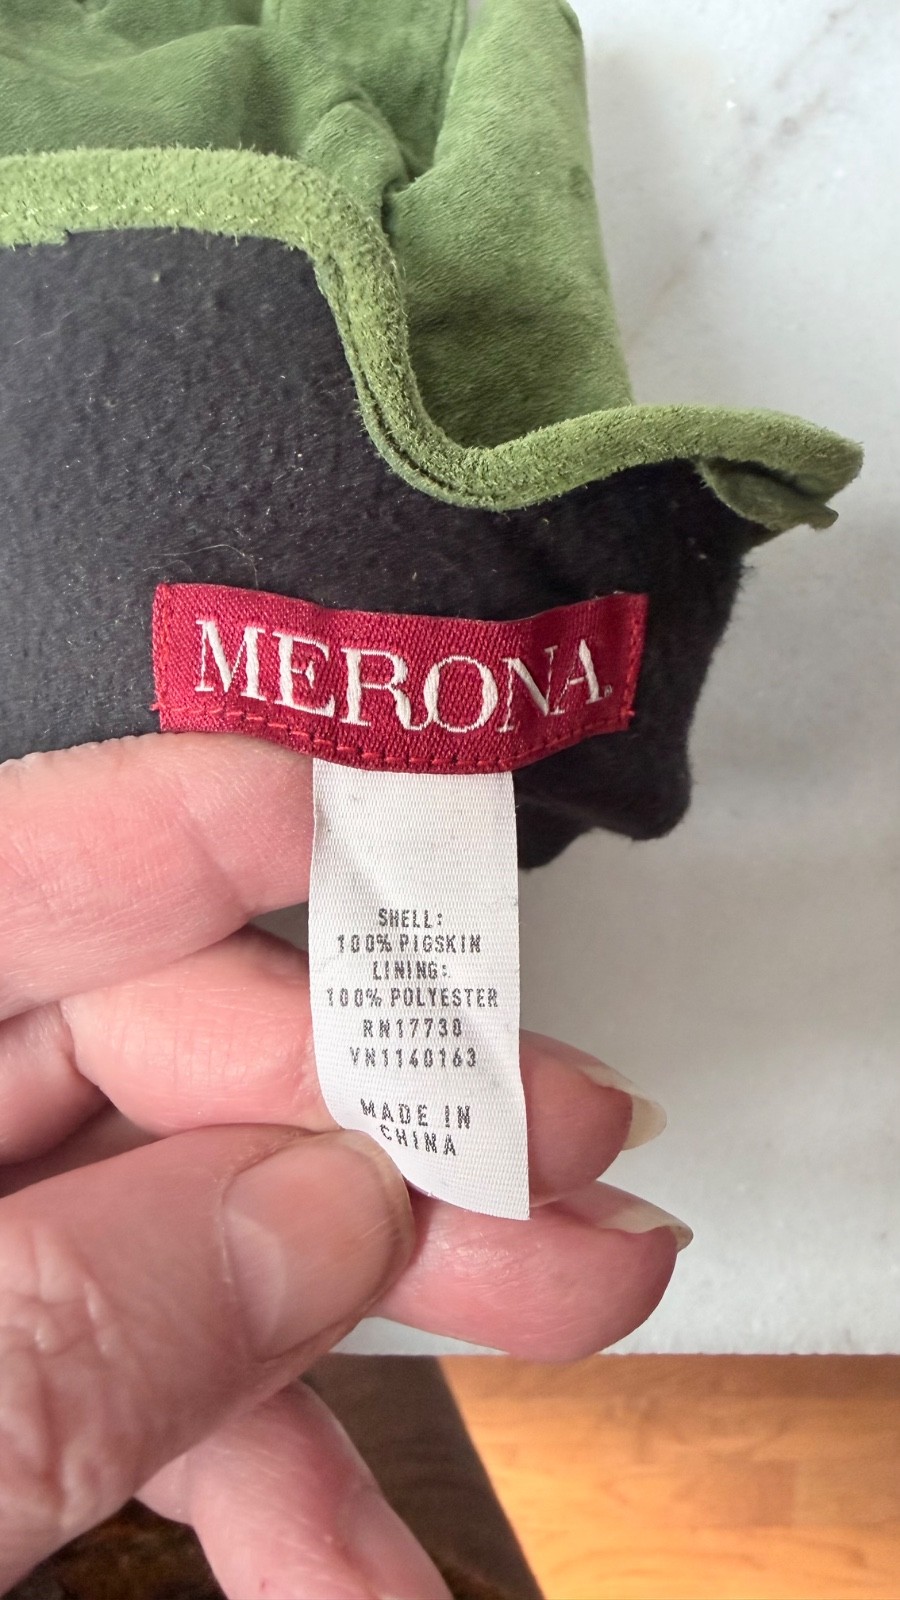 MERONA.
SHELL:
100% PIGSKIN
LINING:
100% POLYESTER
RN17730
VN1140163
MADE IN
CHINA